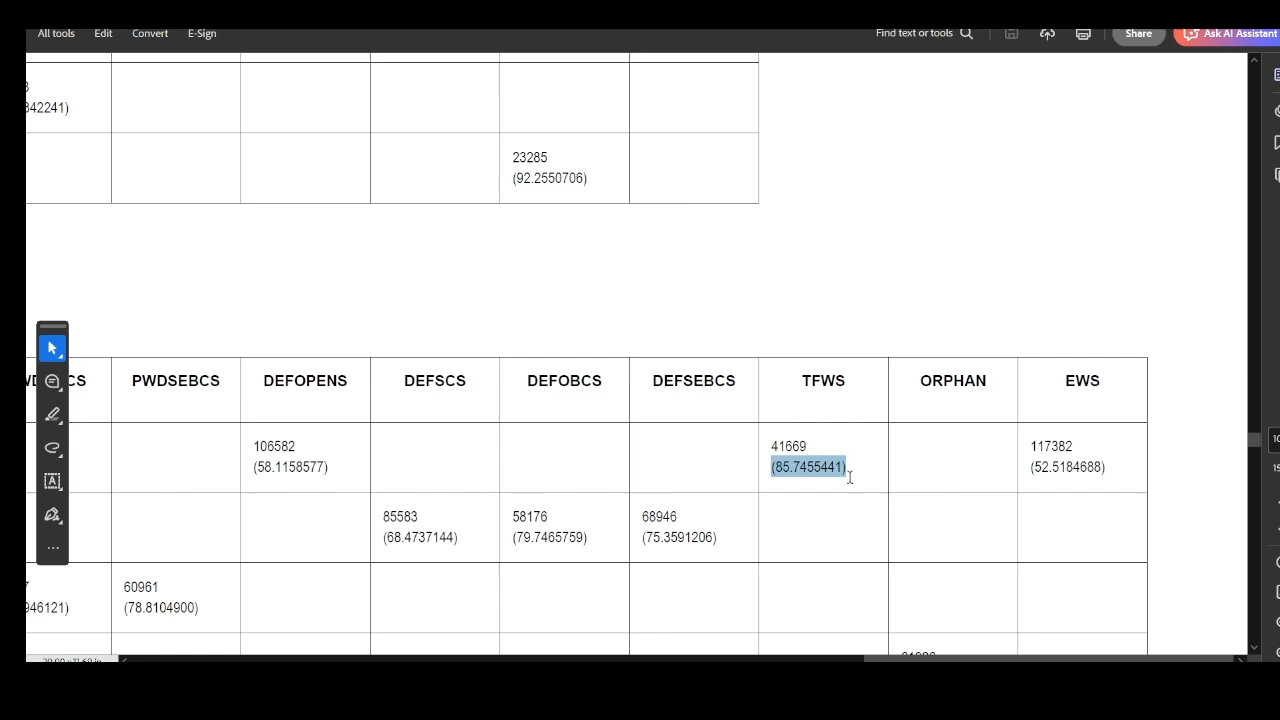 All tools Edit Convert E-Sign Find text or tools Share Ask AI Assistant
342241)
23285
(92.2550706)
CS PWDSEBCS DEFOPENS DEFSCS DEFOBCS DEFSEBCS TFWS ORPHAN EWS
106582 41669 117382
(58.1158577) (85.7455441) (52.5184688)
85583 58176 68946
(68.4737144) (79.7465759) (75.3591206)
60961
946121) (78.8104900)